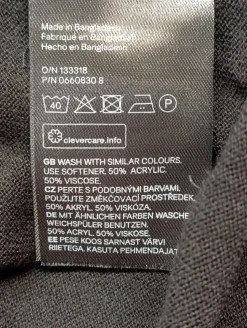 Made in Bangladesh
Fabriqué en Bangladesh
Hecho en Bangladesh
O/N 133318
P/N 0660830 8
40
P
clevercare.info
GB WASH WITH SIMILAR COLOURS.
USE SOFTENER. 50% ACRYLIC.
50% VISCOSE.
CZ PERTE S PODOBNÝMI BARVAMI.
POUŽIJTE ZMĚKČOVACÍ PROSTŘEDEK.
50% AKRYL. 50% VISKÓZA.
DE MIT ÄHNLICHEN FARBEN WASCHE
WEICHSPÜLER BENUTZEN.
50% ACRYL. 50% VISKOSE.
EE PESE KOOS SARNAST VÄRVI
RIIETEGA. KASUTA PEHMENDAJAT